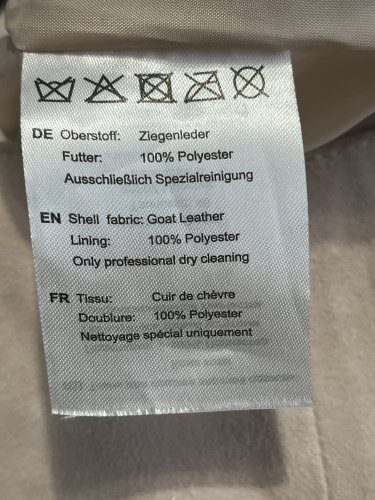 DE Oberstoff: Ziegenleder
Futter: 100% Polyester
Ausschließlich Spezialreinigung
EN Shell fabric: Goat Leather
Lining: 100% Polyester
Only professional dry cleaning
FR Tissu: Cuir de chèvre
Doublure: 100% Polyester
Nettoyage spécial uniquement